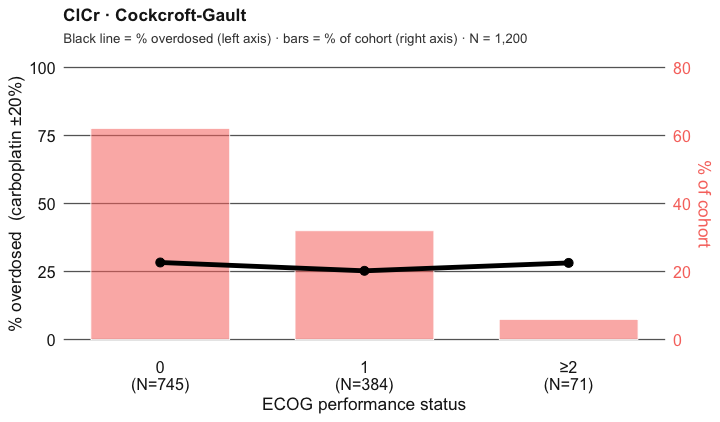 ClCr · Cockcroft-Gault
Black line = % overdosed (left axis) · bars = % of cohort (right axis) · N = 1,200
100
75
50
25
0
% overdosed  (carboplatin ±20%)
80
60
40
20
0
% of cohort
0
(N=745)
1
(N=384)
≥2
(N=71)
ECOG performance status